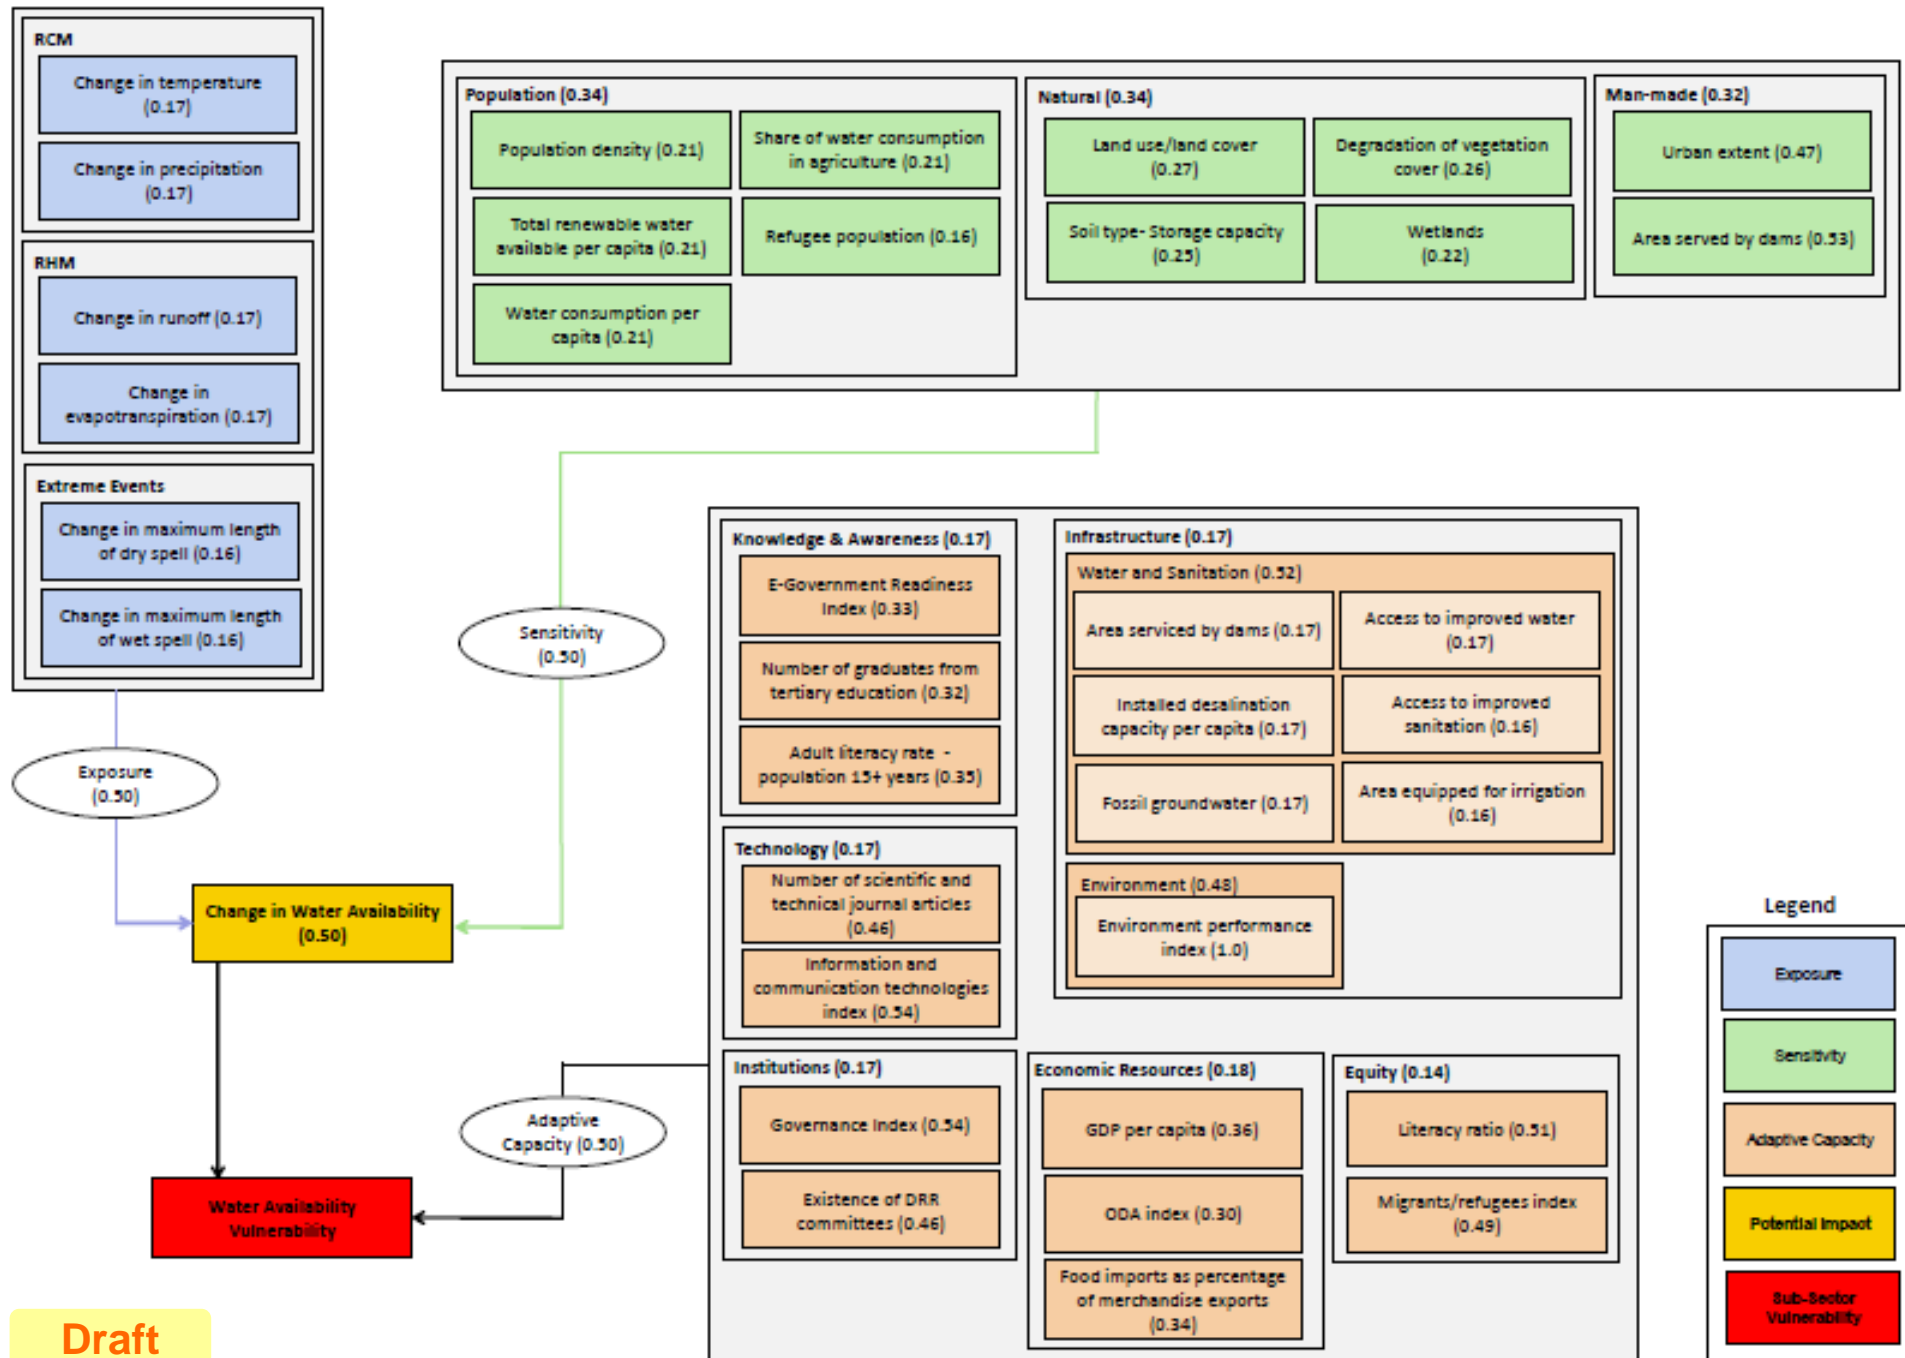 RCM
Change in temperature
(0.17)
Change in precipitation
(0.17)
RHM
Change in runoff (0.17)
Change in
evapotranspiration (0.17)
Extreme Events
Change in maximum length
of dry spell (0.16)
Change in maximum length
of wet spell (0.16)
Exposure
(0.50)
Population (0.34)
Population density (0.21)
Share of water consumption
in agriculture (0.21)
Total renewable water
available per capita (0.21)
Refugee population (0.16)
Water consumption per
capita (0.21)
Natural (0.34)
Land use/land cover
(0.27)
Degradation of vegetation
cover (0.26)
Soil type- Storage capacity
(0.25)
Wetlands
(0.22)
Man-made (0.32)
Urban extent (0.47)
Area served by dams (0.53)
Sensitivity
(0.50)
Change in Water Availability
(0.50)
Knowledge & Awareness (0.17)
E-Government Readiness
Index (0.33)
Number of graduates from
tertiary education (0.32)
Adult literacy rate -
population 15+ years (0.35)
Technology (0.17)
Number of scientific and
technical journal articles
(0.46)
Information and
communication technologies
index (0.54)
Institutions (0.17)
Governance Index (0.54)
Existence of DRR
committees (0.46)
Infrastructure (0.17)
Water and Sanitation (0.52)
Area serviced by dams (0.17)
Access to improved water
(0.17)
Installed desalination
capacity per capita (0.17)
Access to improved
sanitation (0.16)
Fossil groundwater (0.17)
Area equipped for irrigation
(0.16)
Environment (0.48)
Environment performance
index (1.0)
Economic Resources (0.18)
GDP per capita (0.36)
ODA index (0.30)
Food imports as percentage
of merchandise exports
(0.34)
Equity (0.14)
Literacy ratio (0.51)
Migrants/refugees index
(0.49)
Adaptive
Capacity (0.50)
Water Availability
Vulnerability
Legend
Exposure
Sensitivity
Adaptive Capacity
Potential Impact
Sub-Sector
Vulnerability
Draft